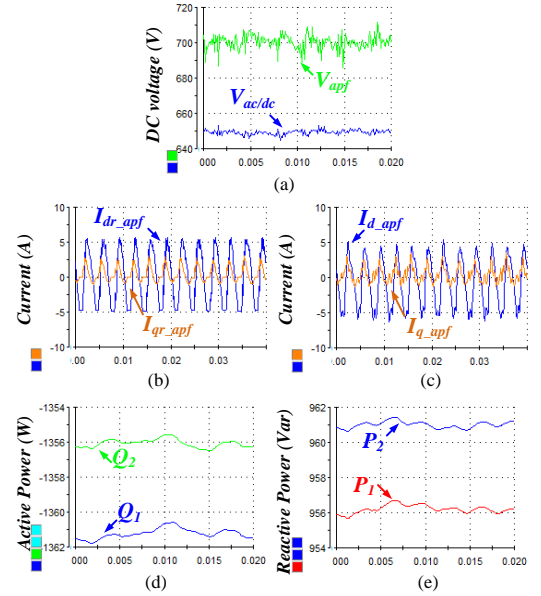 DC voltage (V)
720
700
680
660
640
V_apf
V_ac/dc
000 0.005 0.010 0.015 0.020
(a)
Current (A)
10
5
0
-5
-10
I_dr_apf
I_qr_apf
.00 0.01 0.02 0.03
(b)
Current (A)
10
5
0
-5
-10
I_d_apf
I_q_apf
.00 0.01 0.02 0.03
(c)
Active Power (W)
-1354
-1356
-1360
-1362
Q_2
Q_1
000 0.005 0.010 0.015 0.020
(d)
Reactive Power (Var)
962
960
956
954
P_2
P_1
.000 0.005 0.010 0.015 0.020
(e)